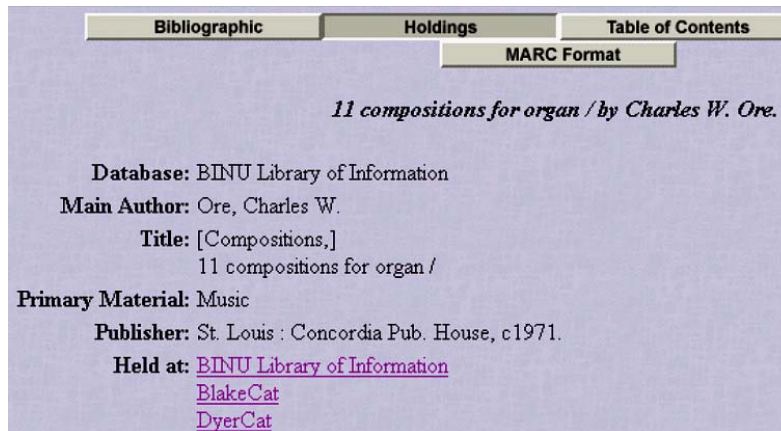 Bibliographic Holdings Table of Contents
MARC Format
11 compositions for organ / by Charles W. Ore.
Database: BINU Library of Information
Main Author: Ore, Charles W.
Title: [Compositions,]
11 compositions for organ /
Primary Material: Music
Publisher: St. Louis : Concordia Pub. House, c1971.
Held at: BINU Library of Information
BlakeCat
DyerCat